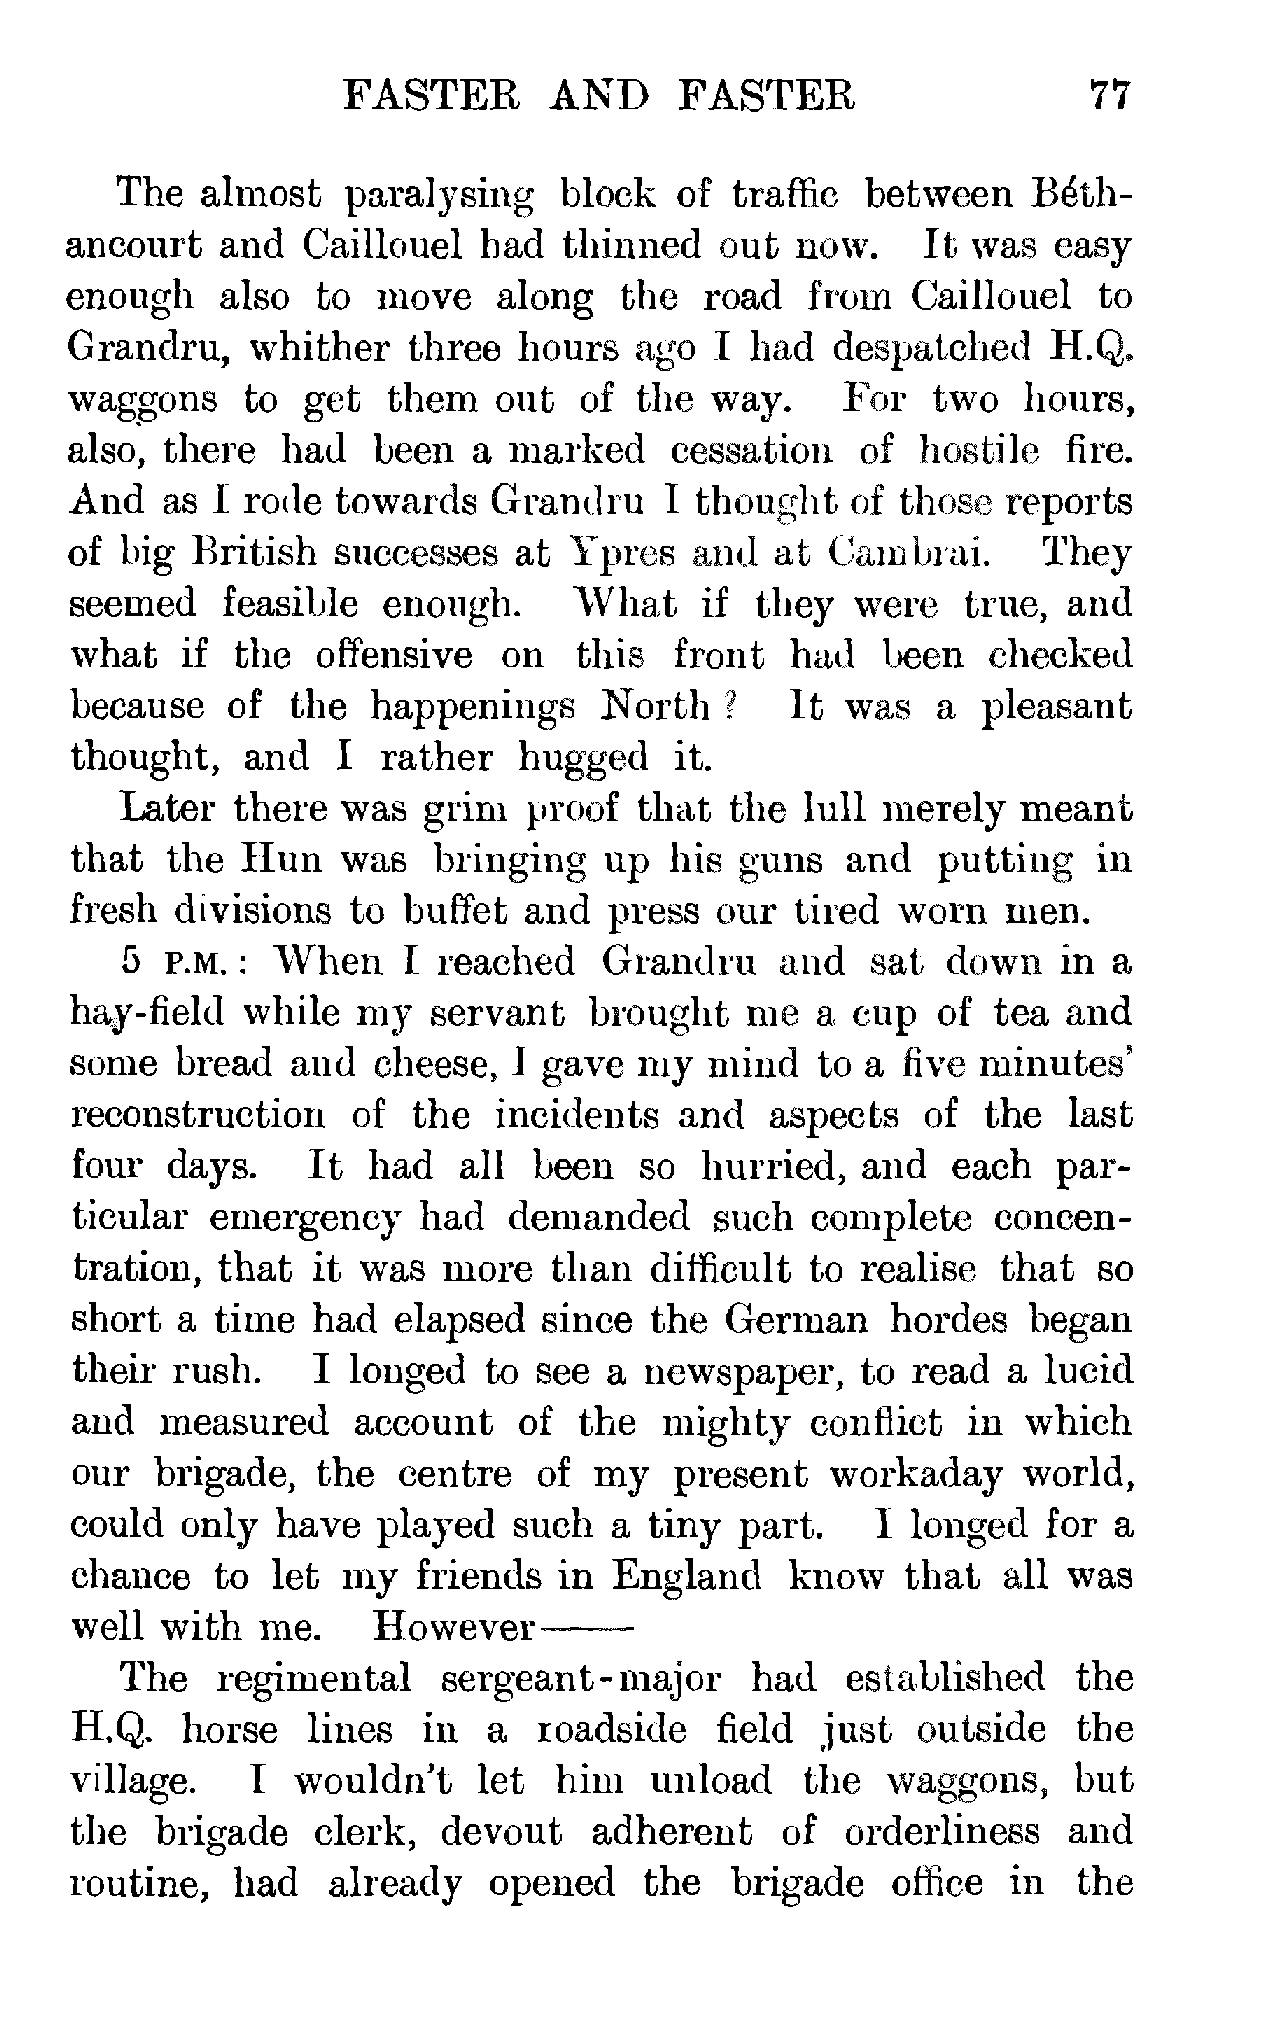 FASTER AND FASTER 77
The almost paralysing block of traffic between Béth-
ancourt and Caillouel had thinned out now. It was easy
enough also to move along the road from Caillouel to
Grandru, whither three hours ago I had despatched H.Q.
waggons to get them out of the way. For two hours,
also, there had been a marked cessation of hostile fire.
And as I rode towards Grandru I thought of those reports
of big British successes at Ypres and at Cambrai. They
seemed feasible enough. What if they were true, and
what if the offensive on this front had been checked
because of the happenings North? It was a pleasant
thought, and I rather hugged it.
Later there was grim proof that the lull merely meant
that the Hun was bringing up his guns and putting in
fresh divisions to buffet and press our tired worn men.
5 P.M.: When I reached Grandru and sat down in a
hay-field while my servant brought me a cup of tea and
some bread and cheese, I gave my mind to a five minutes'
reconstruction of the incidents and aspects of the last
four days. It had all been so hurried, and each par-
ticular emergency had demanded such complete concen-
tration, that it was more than difficult to realise that so
short a time had elapsed since the German hordes began
their rush. I longed to see a newspaper, to read a lucid
and measured account of the mighty conflict in which
our brigade, the centre of my present workaday world,
could only have played such a tiny part. I longed for a
chance to let my friends in England know that all was
well with me. However——
The regimental sergeant-major had established the
H.Q. horse lines in a roadside field just outside the
village. I wouldn't let him unload the waggons, but
the brigade clerk, devout adherent of orderliness and
routine, had already opened the brigade office in the